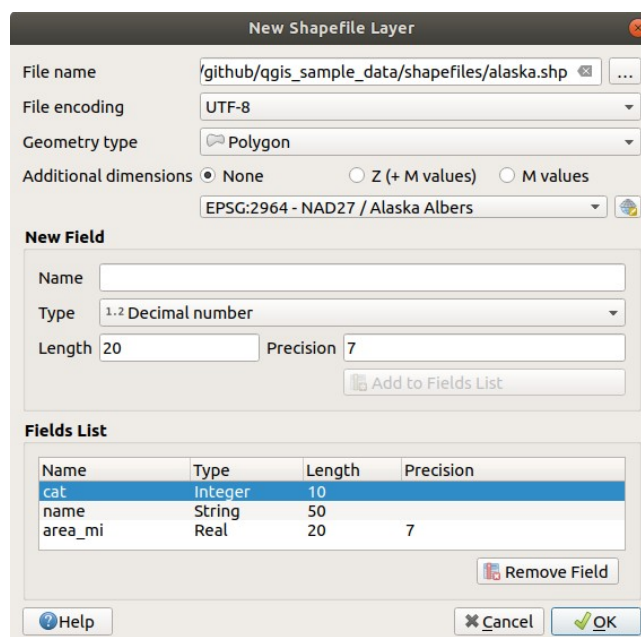 New Shapefile Layer
File name /github/qgis_sample_data/shapefiles/alaska.shp ...
File encoding UTF-8
Geometry type Polygon
Additional dimensions None Z (+ M values) M values
EPSG:2964 - NAD27 / Alaska Albers
New Field
Name
Type 1.2 Decimal number
Length 20 Precision 7
Add to Fields List
Fields List
Name Type Length Precision
cat Integer 10
name String 50
area_mi Real 20 7
Remove Field
Help Cancel OK